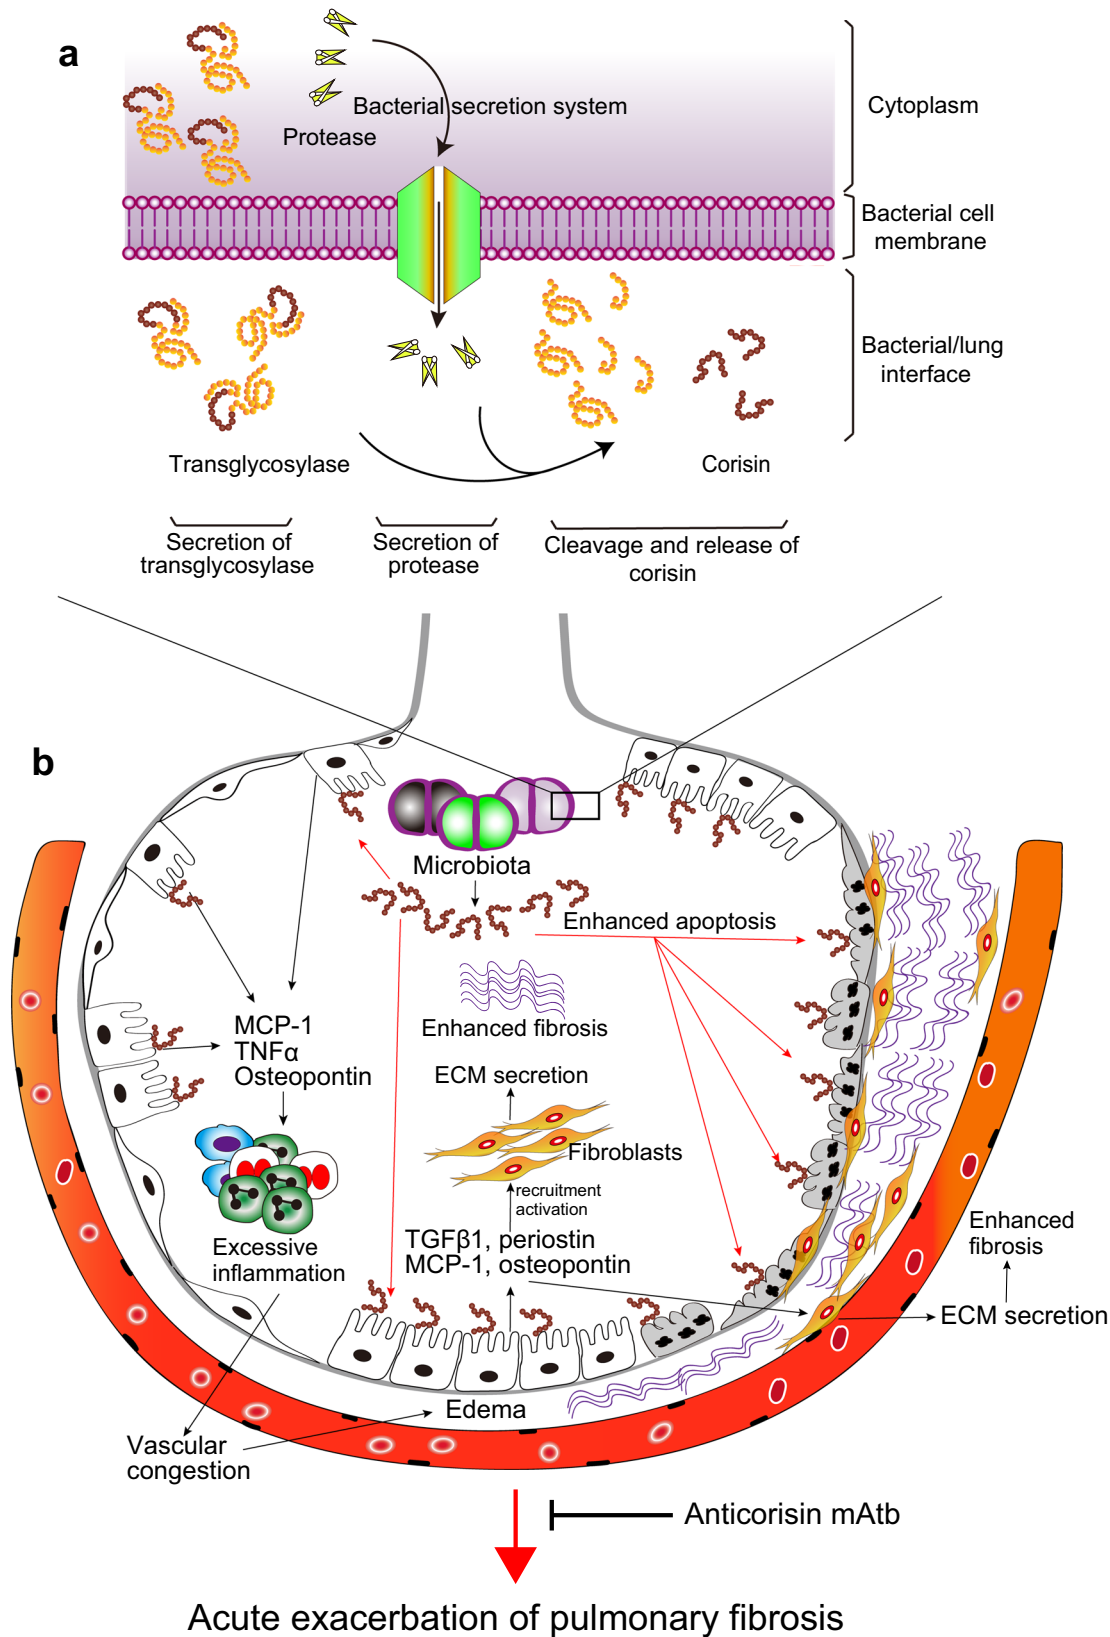 a
Bacterial secretion system
Protease
Cytoplasm
Bacterial cell
membrane
Bacterial/lung
interface
Transglycosylase
Corisin
Secretion of
transglycosylase
Secretion of
protease
Cleavage and release of
corisin
b
Microbiota
Enhanced apoptosis
Enhanced fibrosis
MCP-1
TNFα
Osteopontin
ECM secretion
Fibroblasts
recruitment
activation
TGFβ1, periostin
MCP-1, osteopontin
Excessive
inflammation
Enhanced
fibrosis
ECM secretion
Edema
Vascular
congestion
Anticorisin mAtb
Acute exacerbation of pulmonary fibrosis